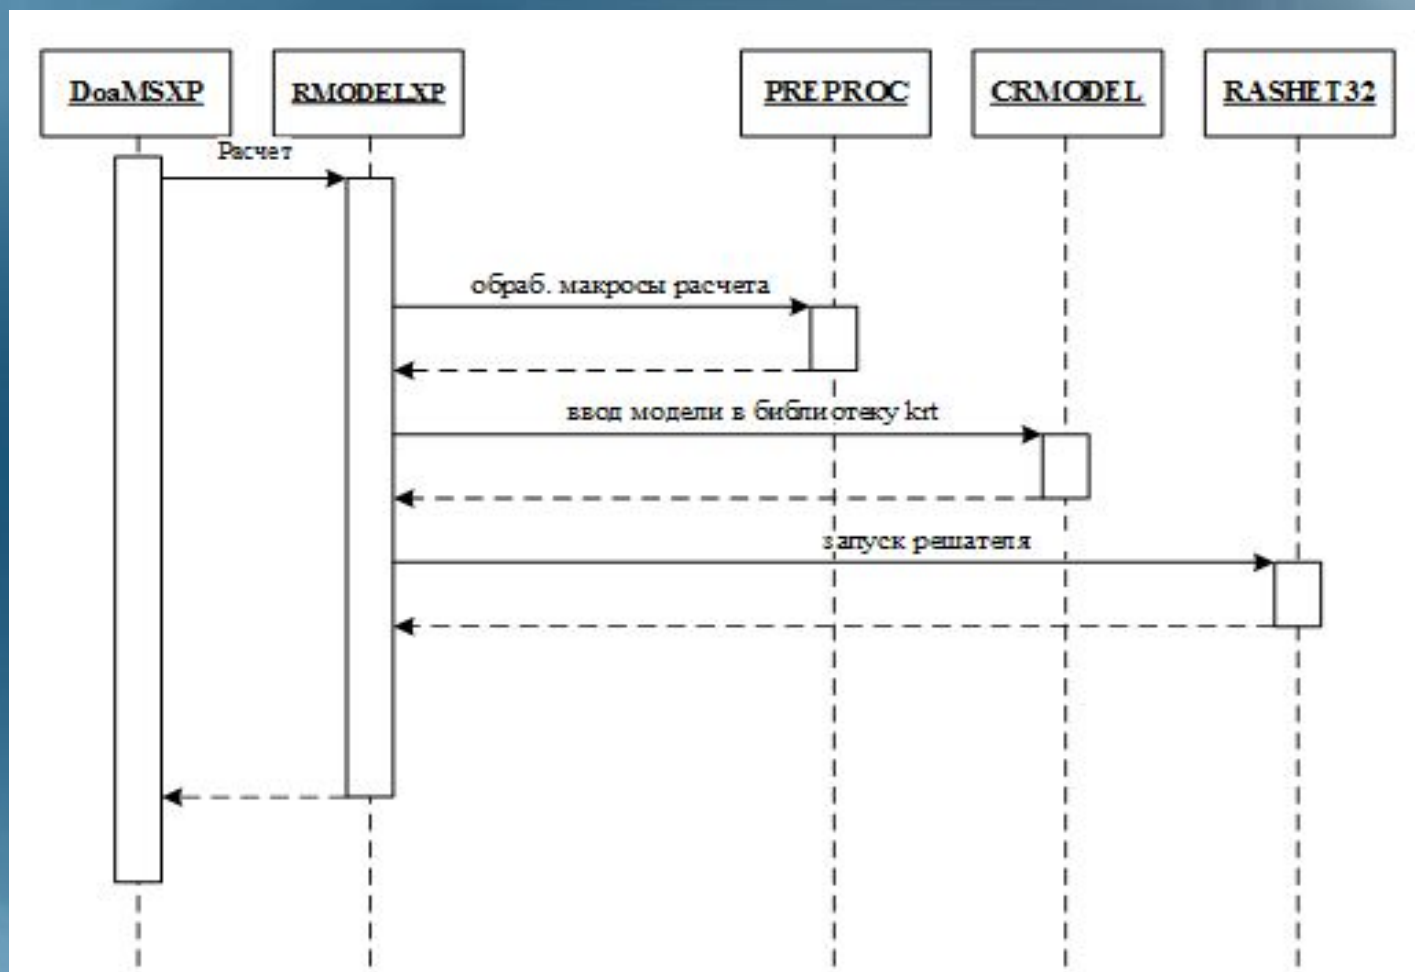 DoaMSXP
RMODELXP
PREPROC
CRMODEL
RASHET32
Расчет
обраб. макросы расчета
ввод модели в библиотеку krt
запуск решателя